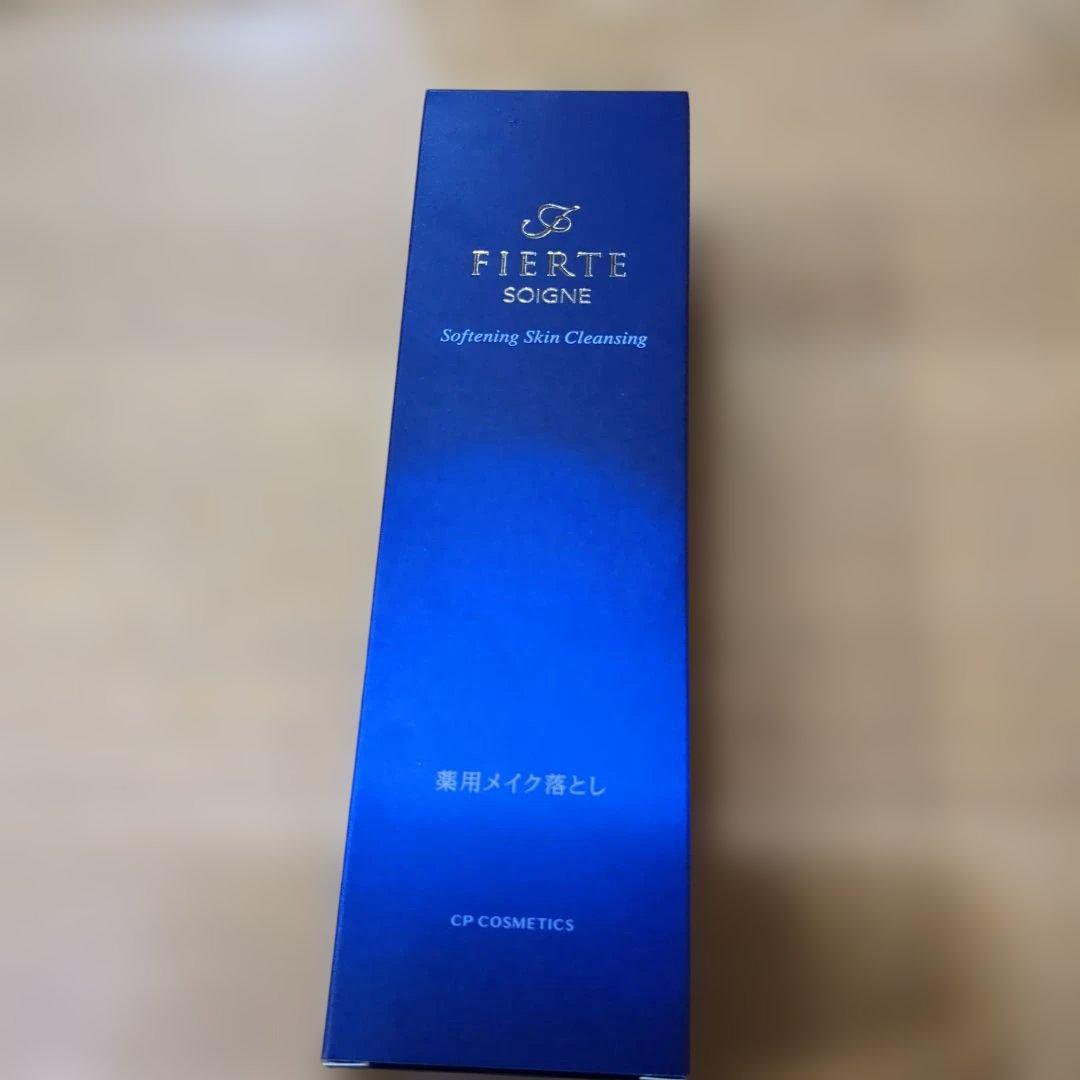 FIERTE
SOIGNE
Softening Skin Cleansing
薬用メイク落とし
CP COSMETICS